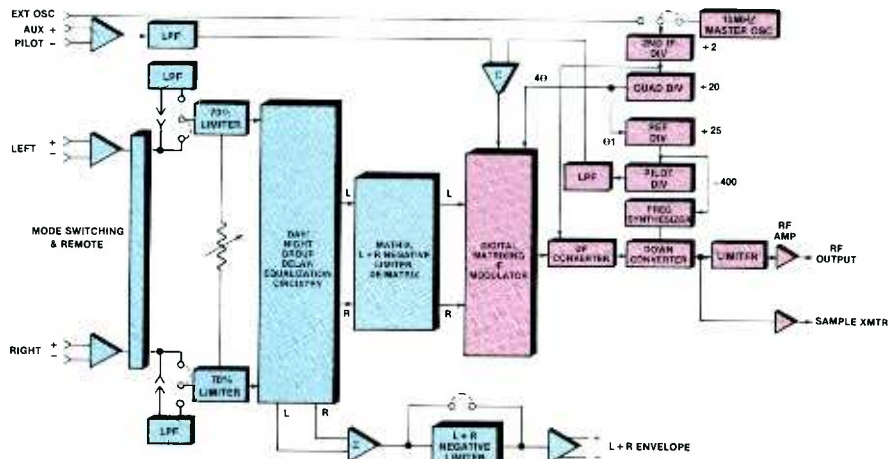 EXT OSC
AUX +
PILOT -
LPF
10MHZ
MASTER OSC
2ND IF
DIV
÷2
LPF
Σ
4Θ
QUAD DIV
÷20
70%
LIMITER
Θ1
REF
DIV
÷25
LEFT + -
LPF
PILOT
DIV
÷400
FREQ
SYNTHESIZER
MODE SWITCHING
& REMOTE
DAY/
NIGHT
GROUP
DELAY
EQUALIZATION
CIRCUITRY
L
R
MATRIX
L + R NEGATIVE
LIMITER
DEMATRIX
L
R
DIGITAL
MATRIXING
IF
MODULATOR
UP
CONVERTER
DOWN
CONVERTER
LIMITER
RF
AMP
RF
OUTPUT
SAMPLE XMTR
RIGHT + -
70%
LIMITER
LPF
L
R
Σ
L + R
NEGATIVE
LIMITER
L + R ENVELOPE